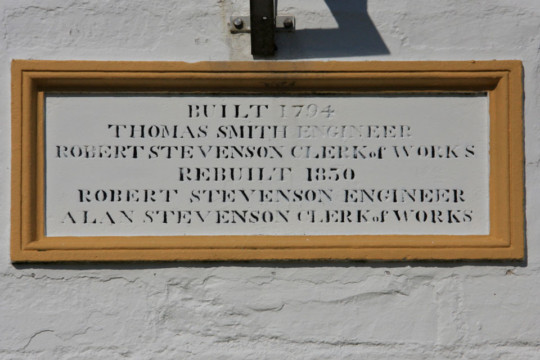 BUILT 1794
THOMAS SMITH ENGINEER
ROBERT STEVENSON CLERK of WORKS
REBUILT 1830
ROBERT STEVENSON ENGINEER
ALAN STEVENSON CLERK of WORKS